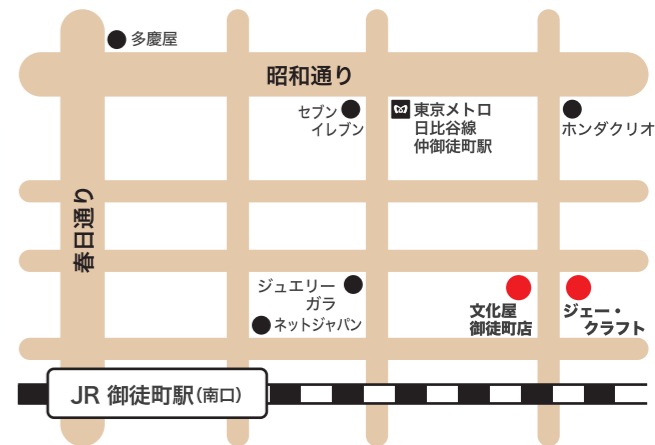 多慶屋
昭和通り
セブン
イレブン
東京メトロ
日比谷線
仲御徒町駅
ホンダクリオ
春日通り
ジュエリー
ガラ
ネットジャパン
文化屋
御徒町店
ジェー・
クラフト
JR 御徒町駅(南口)